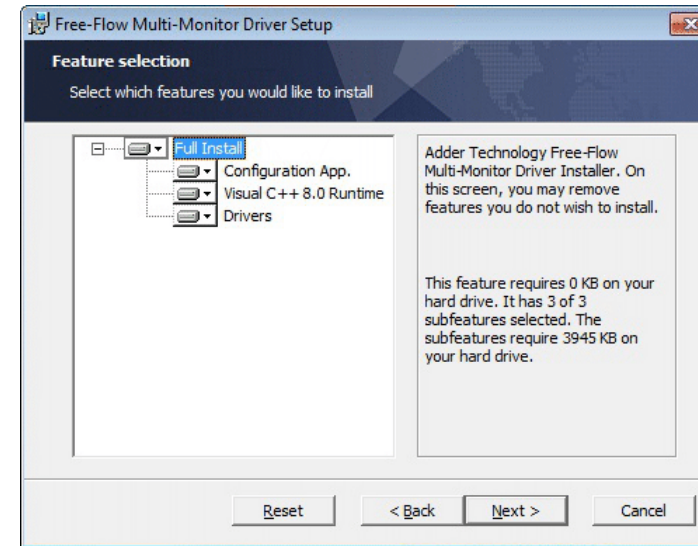 Free-Flow Multi-Monitor Driver Setup
Feature selection
Select which features you would like to install
Full Install
Configuration App.
Visual C++ 8.0 Runtime
Drivers
Adder Technology Free-Flow
Multi-Monitor Driver Installer. On
this screen, you may remove
features you do not wish to install.
This feature requires 0 KB on your
hard drive. It has 3 of 3
subfeatures selected. The
subfeatures require 3945 KB on
your hard drive.
Reset
< Back
Next >
Cancel